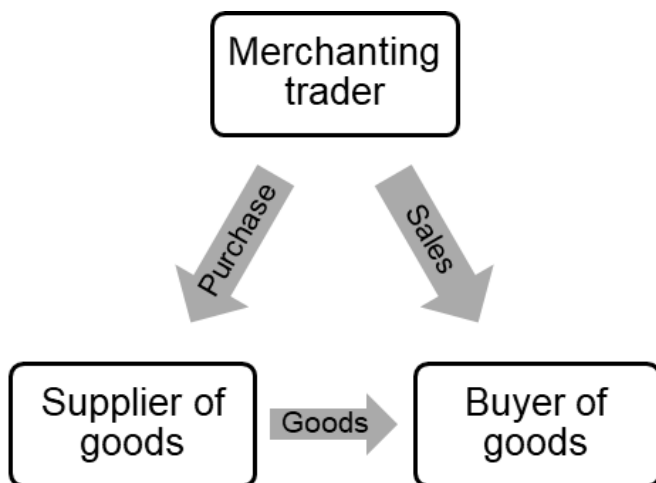 Merchanting
trader
Purchase
Sales
Supplier of
goods
Goods
Buyer of
goods